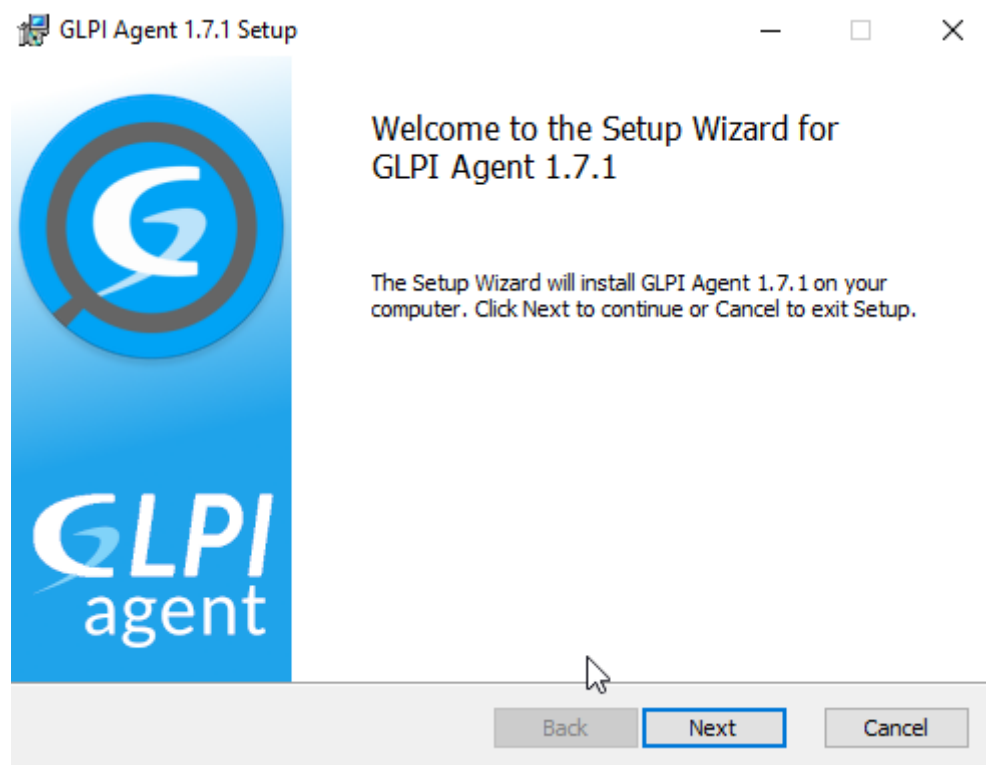 GLPI Agent 1.7.1 Setup
Welcome to the Setup Wizard for
GLPI Agent 1.7.1
The Setup Wizard will install GLPI Agent 1.7.1 on your
computer. Click Next to continue or Cancel to exit Setup.
GLPI
agent
Back Next Cancel